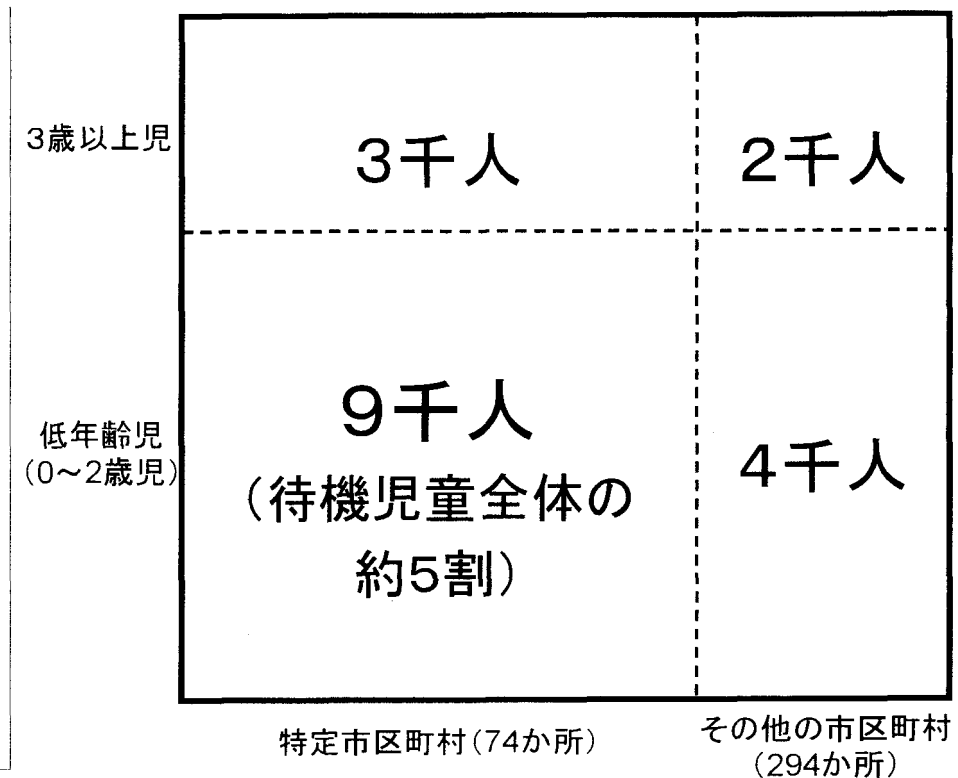 3歳以上児
3千人
2千人
低年齢児
(0~2歳児)
9千人
(待機児童全体の
約5割)
4千人
特定市区町村(74か所)
その他の市区町村
(294か所)